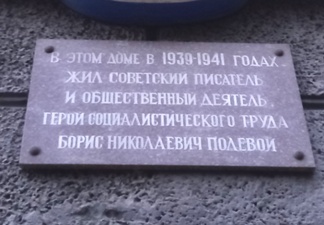 В ЭТОМ ДОМЕ В 1939-1941 ГОДАХ
ЖИЛ СОВЕТСКИЙ ПИСАТЕЛЬ
И ОБЩЕСТВЕННЫЙ ДЕЯТЕЛЬ,
ГЕРОЙ СОЦИАЛИСТИЧЕСКОГО ТРУДА
БОРИС НИКОЛАЕВИЧ ПОЛЕВОЙ